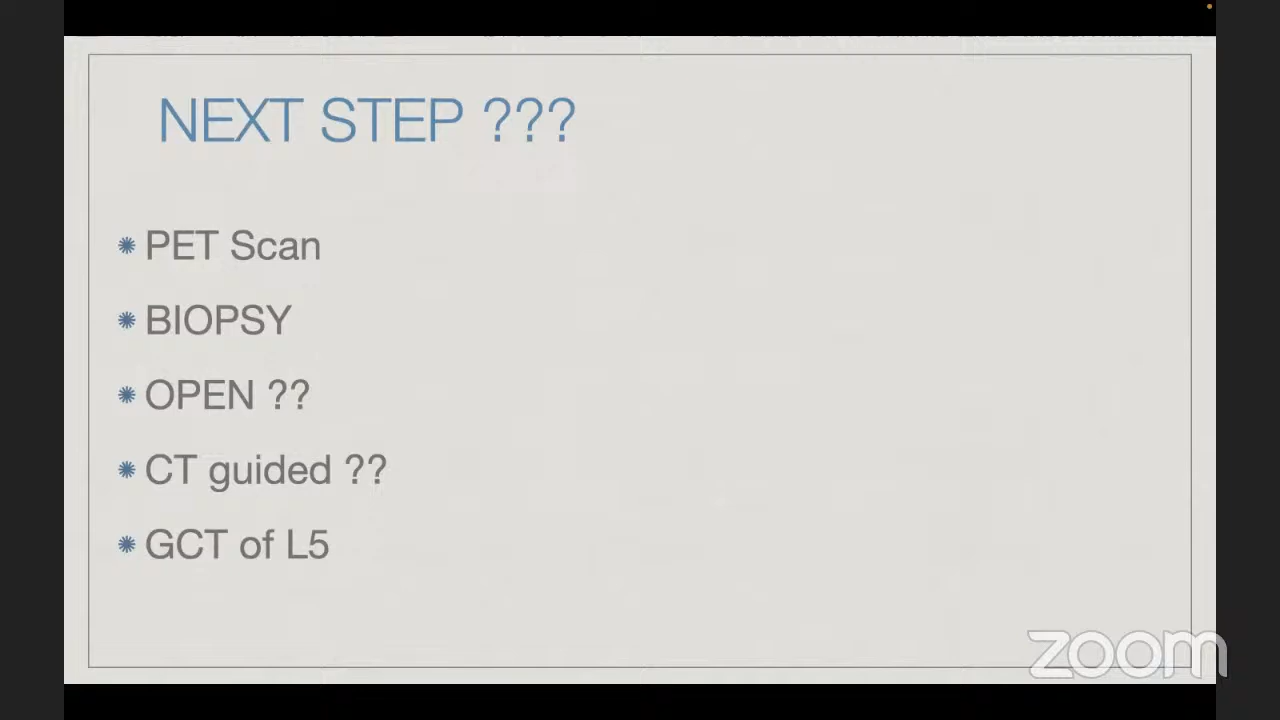 NEXT STEP ???
PET Scan
BIOPSY
OPEN ??
CT guided ??
GCT of L5
zoom